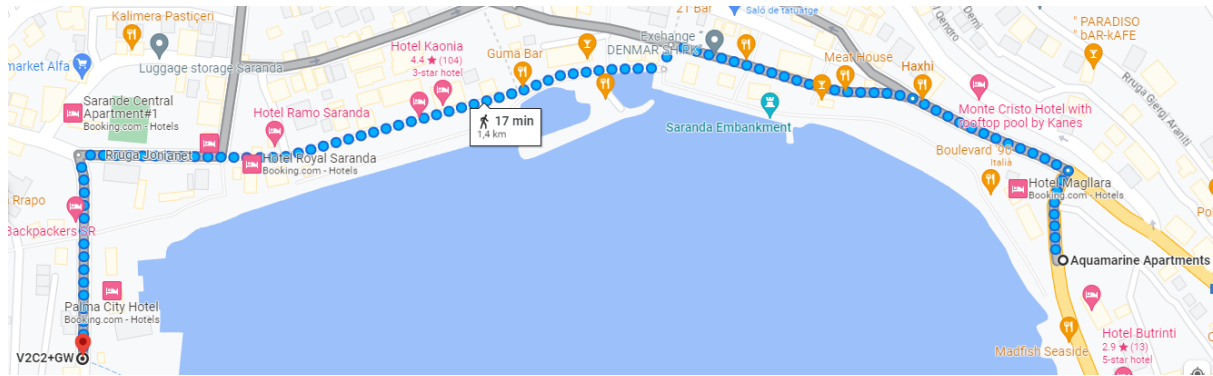 Kalimera Pastiçeri
market Alfa
Luggage storage Saranda
Sarande Central
Apartment#1
Booking.com - Hotels
Hotel Ramo Saranda
Hotel Kaonia
4.4 ★ (104)
3-star hotel
Guma Bar
21 Bar
Saló de tatuatge
Exchange
DENMAR SH.P.K
Meat House
Haxhi
" PARADISO
" bAR-kAFE
Rruga Gjergj Araniti
Monte Cristo Hotel with
rooftop pool by Kanes
17 min
1,4 km
Saranda Embankment
Boulevard '90
Italià
Rruga Jonianët
Hotel Royal Saranda
Booking.com - Hotels
Hotel Magllara
Booking.com - Hotels
Rrapo
Backpackers SR
Aquamarine Apartments
Palma City Hotel
Booking.com - Hotels
V2C2+GW
Madfish Seaside
Hotel Butrinti
2.9 ★ (13)
5-star hotel